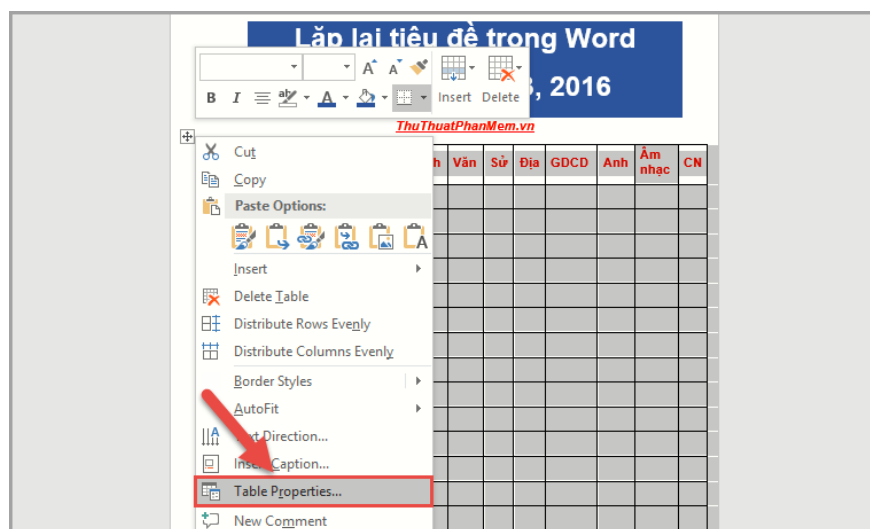 Lặp lại tiêu đề trong Word
, 2016
B I Insert Delete
ThuThuatPhanMem.vn
h Văn Sử Địa GDCD Anh Âm nhạc CN
Cut
Copy
Paste Options:
Insert
Delete Table
Distribute Rows Evenly
Distribute Columns Evenly
Border Styles
AutoFit
Direction...
Caption...
Table Properties...
New Comment